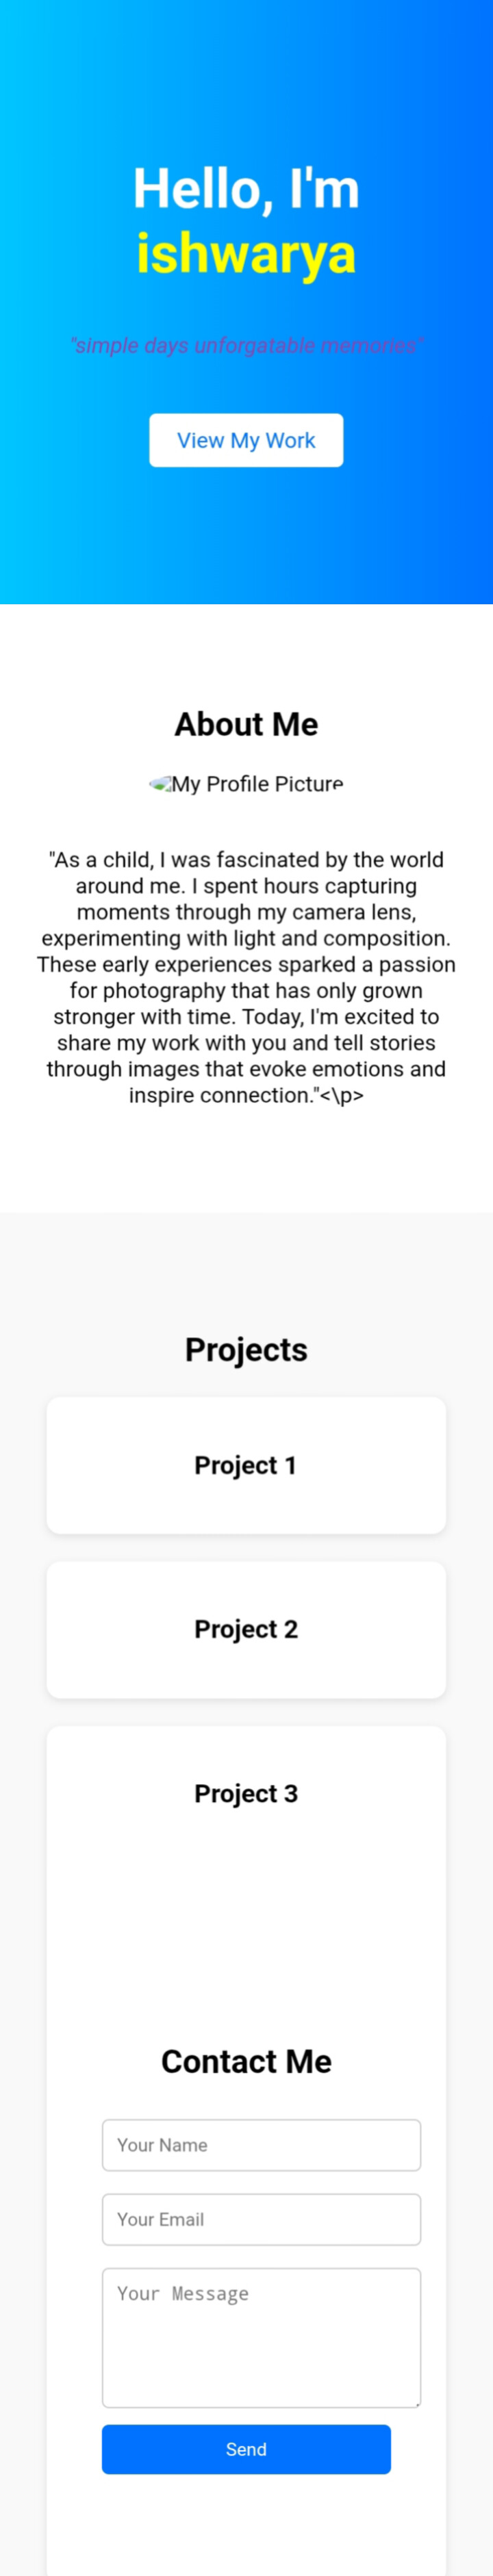 Hello, I'm
ishwarya
"simple days unforgatable memories"
View My Work
About Me
My Profile Picture
"As a child, I was fascinated by the world
around me. I spent hours capturing
moments through my camera lens,
experimenting with light and composition.
These early experiences sparked a passion
for photography that has only grown
stronger with time. Today, I'm excited to
share my work with you and tell stories
through images that evoke emotions and
inspire connection."<\p>
Projects
Project 1
Project 2
Project 3
Contact Me
Your Name
Your Email
Your Message
Send